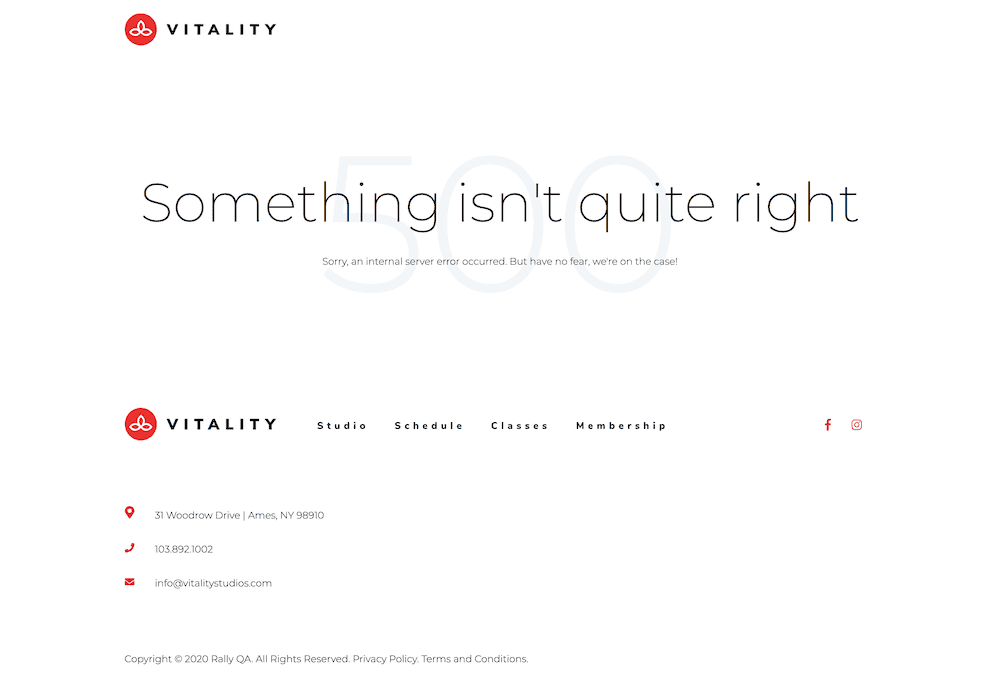 VITALITY
500
Something isn't quite right
Sorry, an internal server error occurred. But have no fear, we're on the case!
VITALITY Studio Schedule Classes Membership
31 Woodrow Drive | Ames, NY 98910
103.892.1002
info@vitalitystudios.com
Copyright © 2020 Rally QA. All Rights Reserved. Privacy Policy. Terms and Conditions.